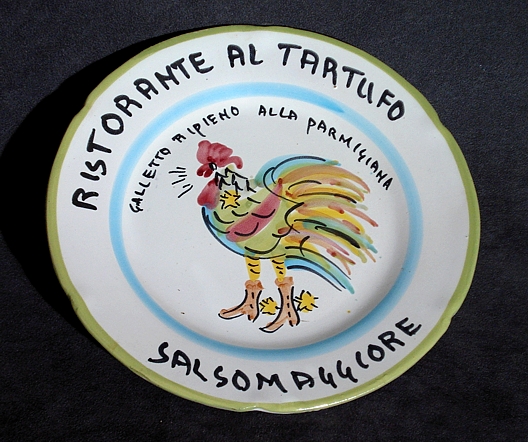 RISTORANTE AL TARTUFO
GALLETTO RIPIENO ALLA PARMIGIANA
SALSOMAGGIORE